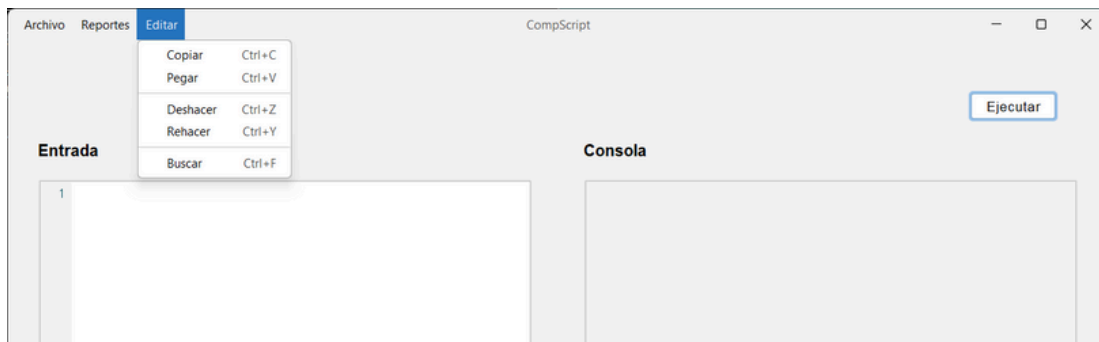 Archivo Reportes Editar CompScript
Copiar Ctrl+C
Pegar Ctrl+V
Deshacer Ctrl+Z
Rehacer Ctrl+Y
Buscar Ctrl+F
Ejecutar
Entrada Consola
1